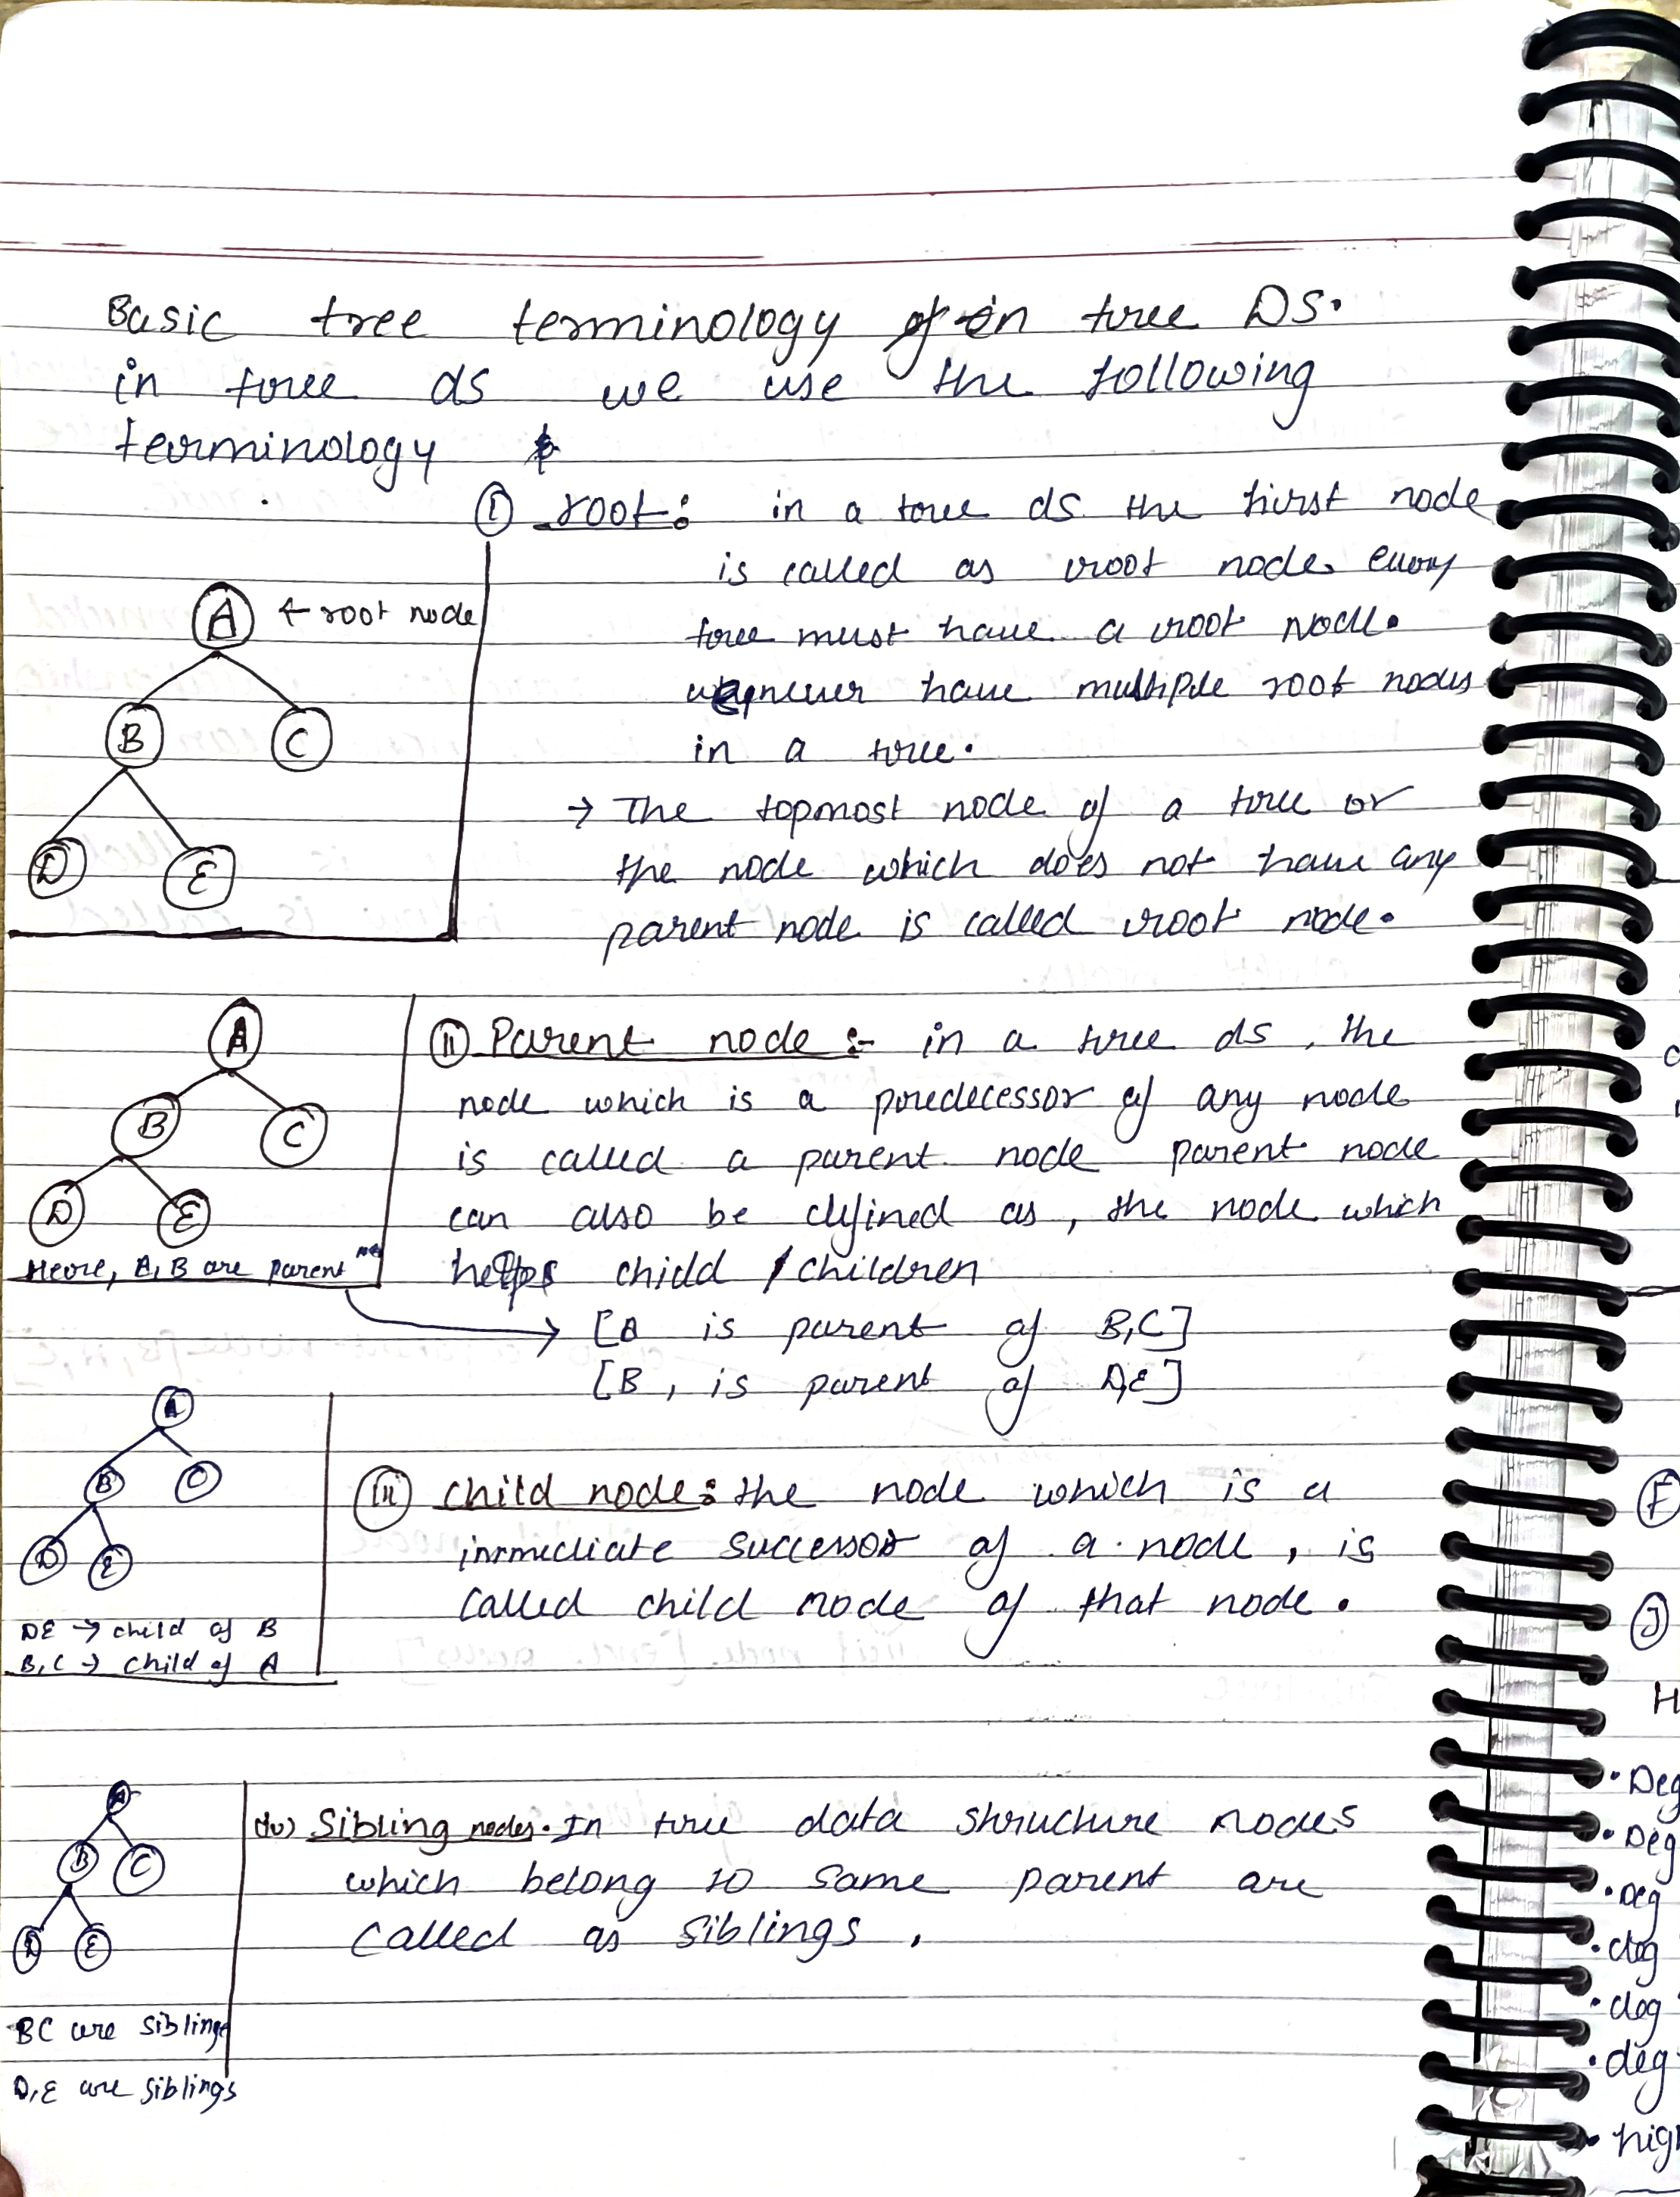 Basic tree terminology in tree DS.
in tree ds we use the following
terminology
(i) root: in a tree ds the first node
is called as root node. every
tree must have a root node.
never have multiple root nodes
in a tree.
→ The topmost node of a tree or
the node which does not have any
parent node is called root node.
A ← root node
B C
D E
(ii) Parent node :- in a tree ds, the
node which is a predecessor of any node
is called a parent node parent node
can also be defined as, the node which
child / children
[A is parent of B,C]
[B, is parent of D,E]
A
B C
D E
Here, A, B are parent
(iii) child node: the node which is a
immediate successor of a node, is
called child node of that node.
A
B C
D E
DE → child of B
B,C → child of A
(iv) Sibling nodes. In tree data structure nodes
which belong to same parent are
called as siblings.
A
B C
D E
BC are siblings
D,E are siblings
F
J
H
• Deg
• Deg
• Deg
• deg
• deg
• deg